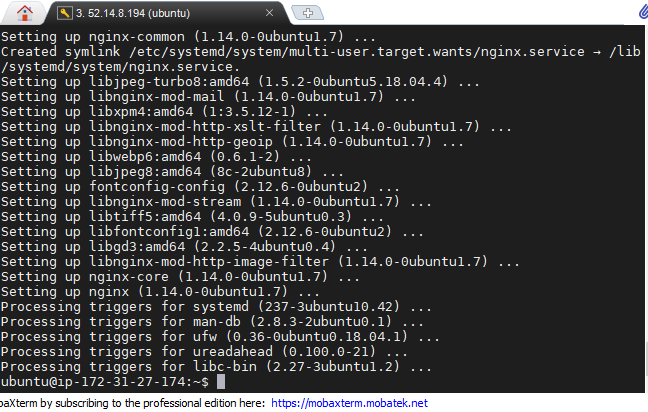 3. 52.14.8.194 (ubuntu)
Setting up nginx-common (1.14.0-0ubuntu1.7) ...
Created symlink /etc/systemd/system/multi-user.target.wants/nginx.service → /lib
/systemd/system/nginx.service.
Setting up libjpeg-turbo8:amd64 (1.5.2-0ubuntu5.18.04.4) ...
Setting up libnginx-mod-mail (1.14.0-0ubuntu1.7) ...
Setting up libxpm4:amd64 (1:3.5.12-1) ...
Setting up libnginx-mod-http-xslt-filter (1.14.0-0ubuntu1.7) ...
Setting up libnginx-mod-http-geoip (1.14.0-0ubuntu1.7) ...
Setting up libwebp6:amd64 (0.6.1-2) ...
Setting up libjpeg8:amd64 (8c-2ubuntu8) ...
Setting up fontconfig-config (2.12.6-0ubuntu2) ...
Setting up libnginx-mod-stream (1.14.0-0ubuntu1.7) ...
Setting up libtiff5:amd64 (4.0.9-5ubuntu0.3) ...
Setting up libfontconfig1:amd64 (2.12.6-0ubuntu2) ...
Setting up libgd3:amd64 (2.2.5-4ubuntu0.4) ...
Setting up libnginx-mod-http-image-filter (1.14.0-0ubuntu1.7) ...
Setting up nginx-core (1.14.0-0ubuntu1.7) ...
Setting up nginx (1.14.0-0ubuntu1.7) ...
Processing triggers for systemd (237-3ubuntu10.42) ...
Processing triggers for man-db (2.8.3-2ubuntu0.1) ...
Processing triggers for ufw (0.36-0ubuntu0.18.04.1) ...
Processing triggers for ureadahead (0.100.0-21) ...
Processing triggers for libc-bin (2.27-3ubuntu1.2) ...
ubuntu@ip-172-31-27-174:~$
baXterm by subscribing to the professional edition here: https://mobaxterm.mobatek.net